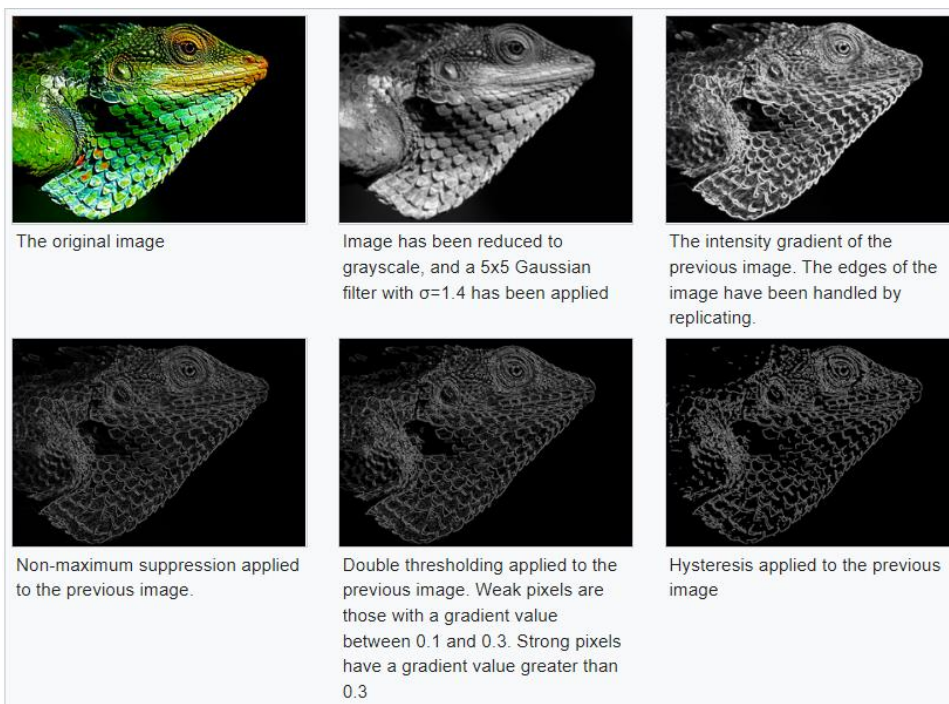 The original image
Image has been reduced to
grayscale, and a 5x5 Gaussian
filter with σ=1.4 has been applied
The intensity gradient of the
previous image. The edges of the
image have been handled by
replicating.
Non-maximum suppression applied
to the previous image.
Double thresholding applied to the
previous image. Weak pixels are
those with a gradient value
between 0.1 and 0.3. Strong pixels
have a gradient value greater than
0.3
Hysteresis applied to the previous
image